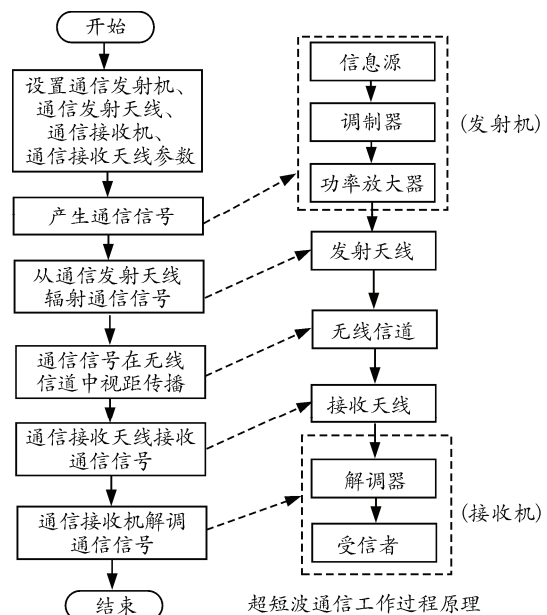 开始
设置通信发射机、
通信发射天线、
通信接收机、
通信接收天线参数
产生通信信号
从通信发射天线
辐射通信信号
通信信号在无线
信道中视距传播
通信接收天线接收
通信信号
通信接收机解调
通信信号
结束
信息源
调制器
功率放大器
(发射机)
发射天线
无线信道
接收天线
解调器
受信者
(接收机)
超短波通信工作过程原理